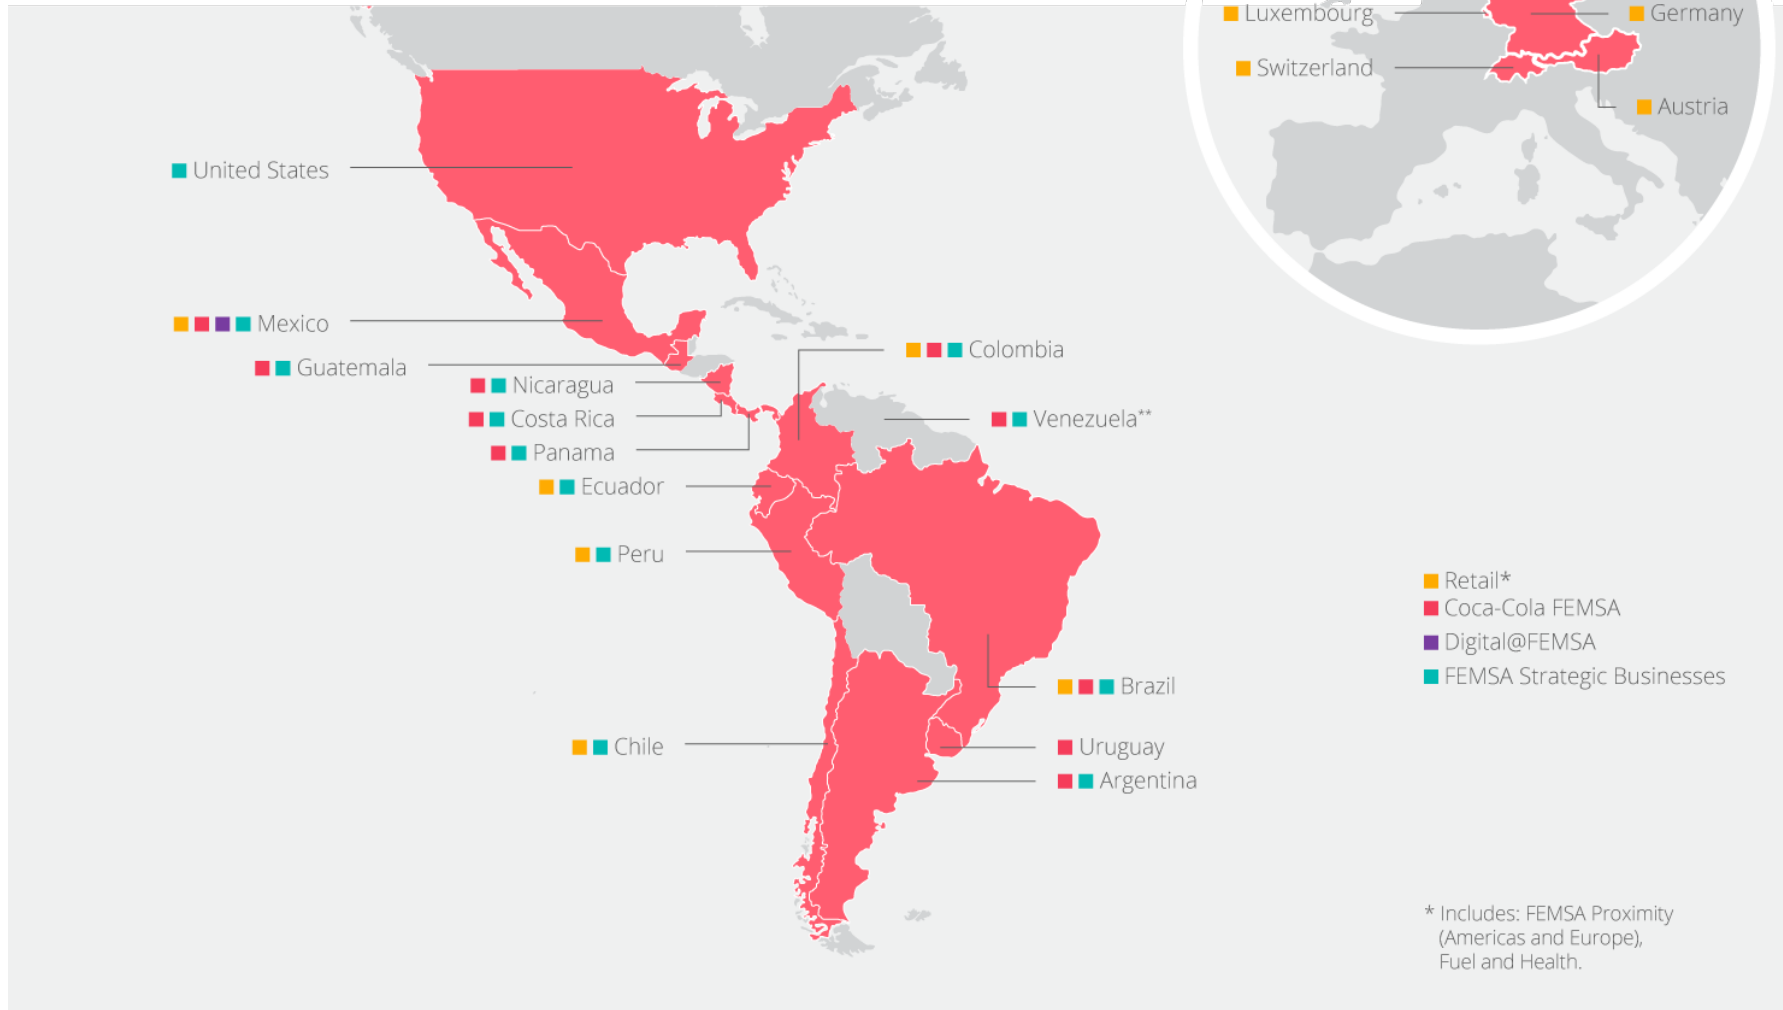 Luxembourg
Germany
Switzerland
Austria
United States
Mexico
Guatemala
Colombia
Nicaragua
Costa Rica
Venezuela**
Panama
Ecuador
Peru
Retail*
Coca-Cola FEMSA
Digital@FEMSA
FEMSA Strategic Businesses
Brazil
Chile
Uruguay
Argentina
* Includes: FEMSA Proximity
(Americas and Europe),
Fuel and Health.